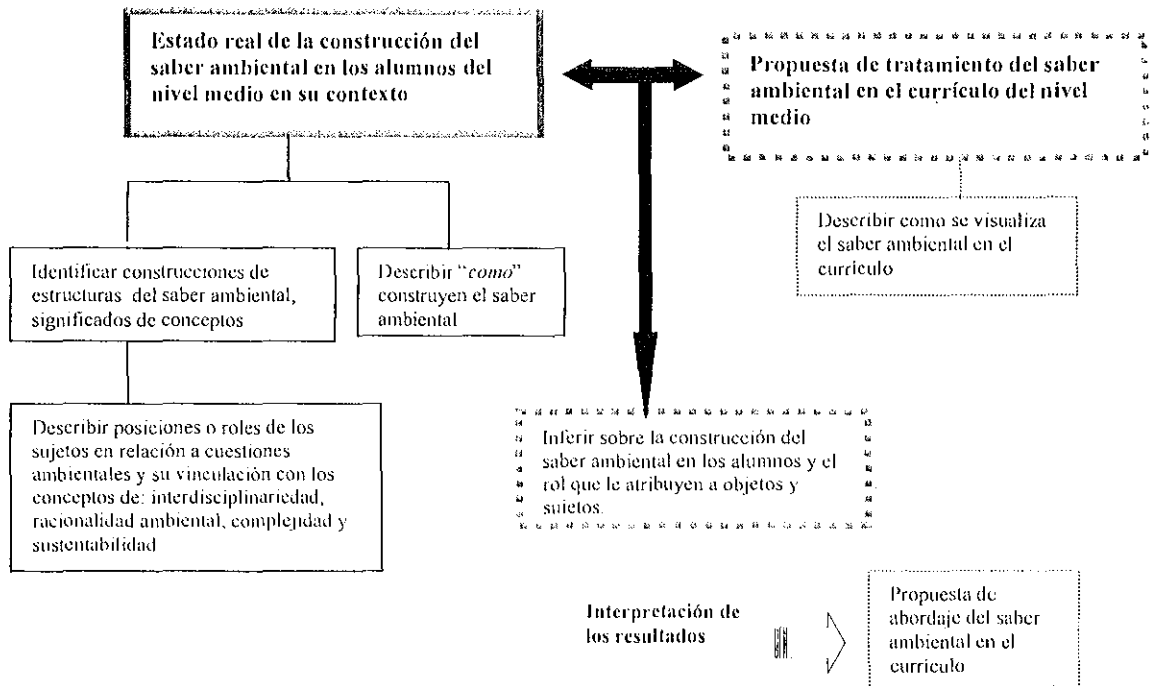 Estado real de la construcción del
saber ambiental en los alumnos del
nivel medio en su contexto
Propuesta de tratamiento del saber
ambiental en el currículo del nivel
medio
Describir como se visualiza
el saber ambiental en el
currículo
Identificar construcciones de
estructuras del saber ambiental,
significados de conceptos
Describir “como”
construyen el saber
ambiental
Describir posiciones o roles de los
sujetos en relación a cuestiones
ambientales y su vinculación con los
conceptos de: interdisciplinariedad,
racionalidad ambiental, complejidad y
sustentabilidad
Inferir sobre la construcción del
saber ambiental en los alumnos y el
rol que le atribuyen a objetos y
sujetos.
Interpretación de
los resultados
Propuesta de
abordaje del saber
ambiental en el
currículo